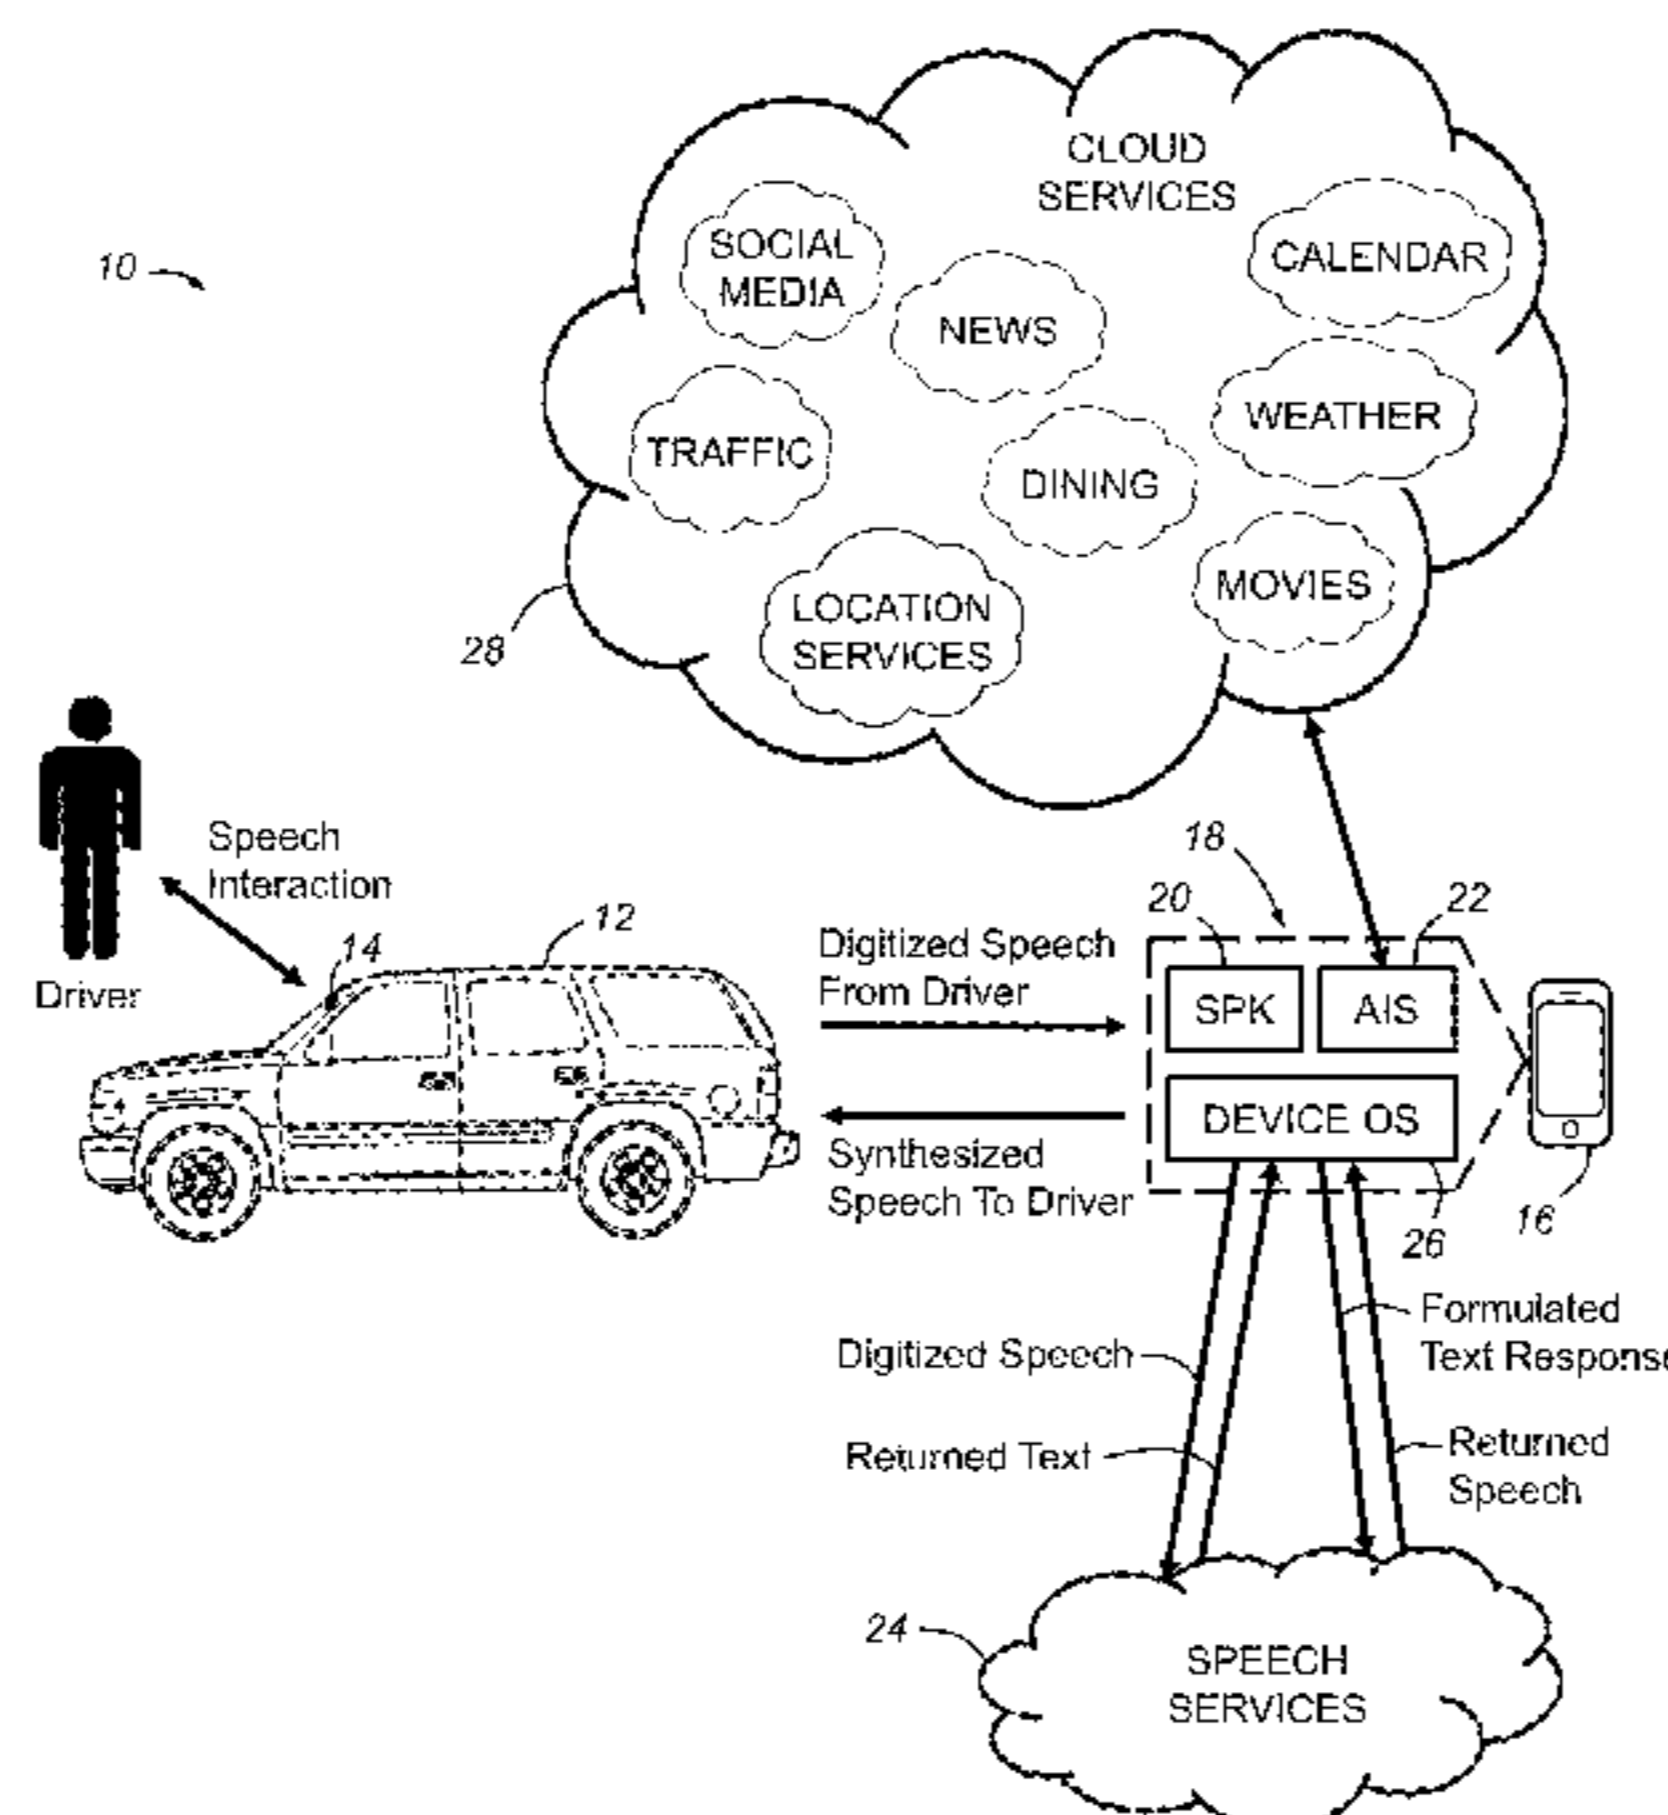 CLOUD
SERVICES
SOCIAL
MEDIA
CALENDAR
10
NEWS
WEATHER
TRAFFIC
DINING
MOVIES
LOCATION
SERVICES
28
Speech
Interaction
18
20
22
12
14
Driver
Digitized Speech
From Driver
SPK
AIS
DEVICE OS
Synthesized
Speech To Driver
16
26
Formulated
Text Response
Digitized Speech
Returned Text
Returned
Speech
24
SPEECH
SERVICES